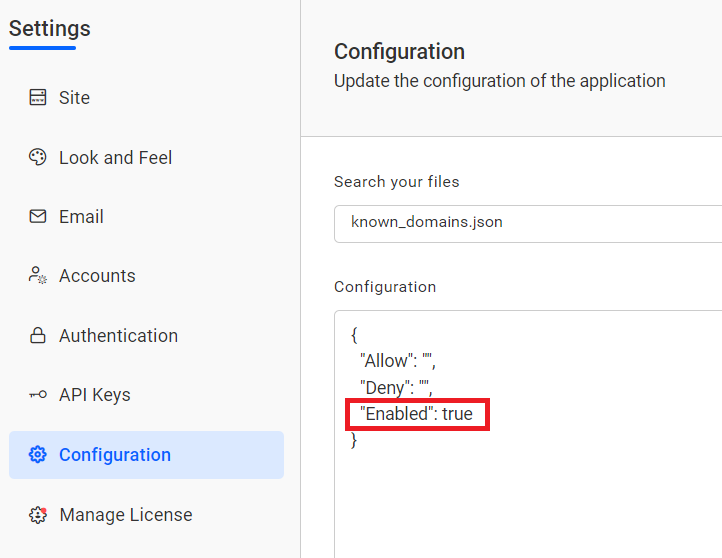 Settings
Site
Look and Feel
Email
Accounts
Authentication
API Keys
Configuration
Manage License
Configuration
Update the configuration of the application
Search your files
known_domains.json
Configuration
{
"Allow": "",
"Deny": "",
"Enabled": true
}